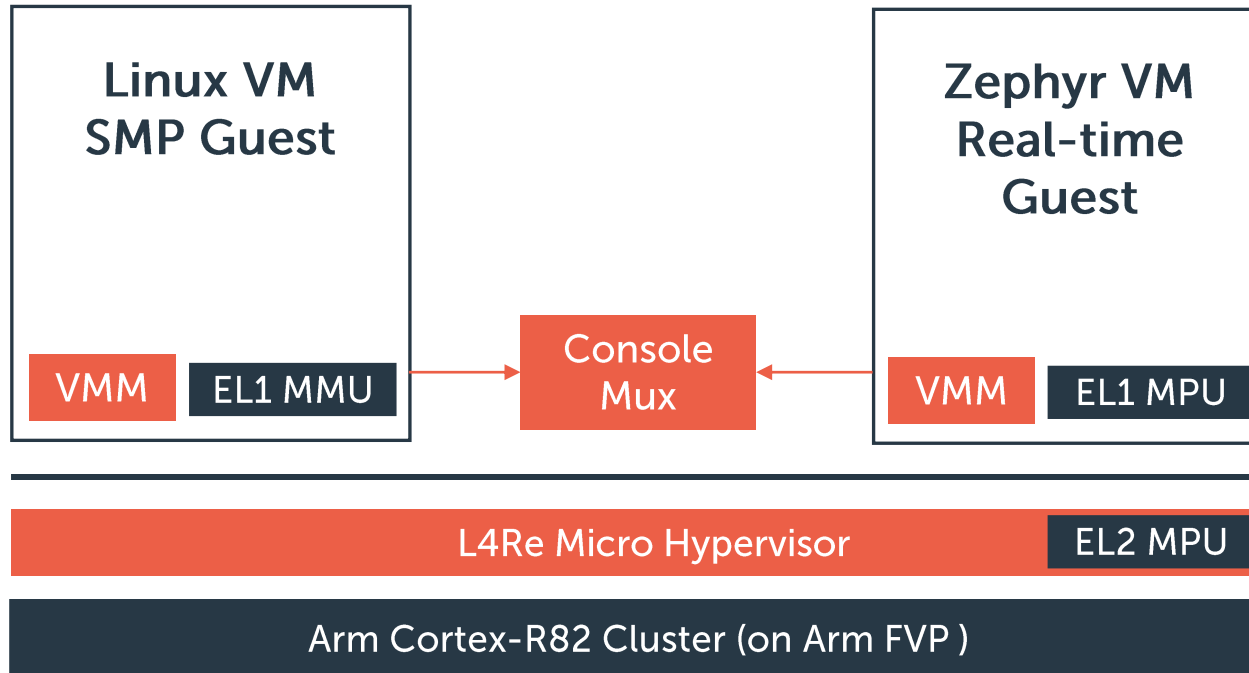 Linux VM
SMP Guest
VMM
EL1 MMU
Console
Mux
Zephyr VM
Real-time
Guest
VMM
EL1 MPU
L4Re Micro Hypervisor
EL2 MPU
Arm Cortex-R82 Cluster (on Arm FVP )